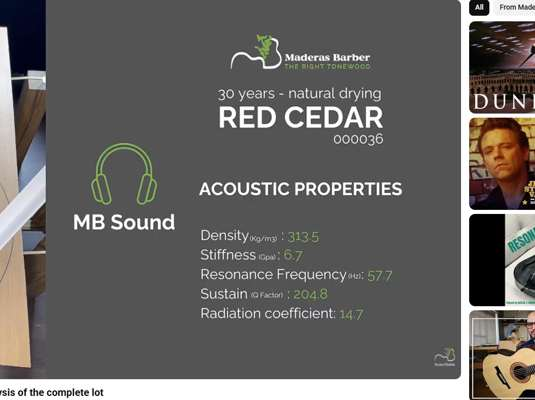 All
From Made
Maderas Barber
THE RIGHT TONEWOOD
30 years - natural drying
RED CEDAR
000036
MB Sound
ACOUSTIC PROPERTIES
Density (Kg/m3) : 313.5
Stiffness (Gpa) : 6.7
Resonance Frequency (Hz): 57.7
Sustain (Q Factor) : 204.8
Radiation coefficient: 14.7
DUN
RESON
ysis of the complete lot